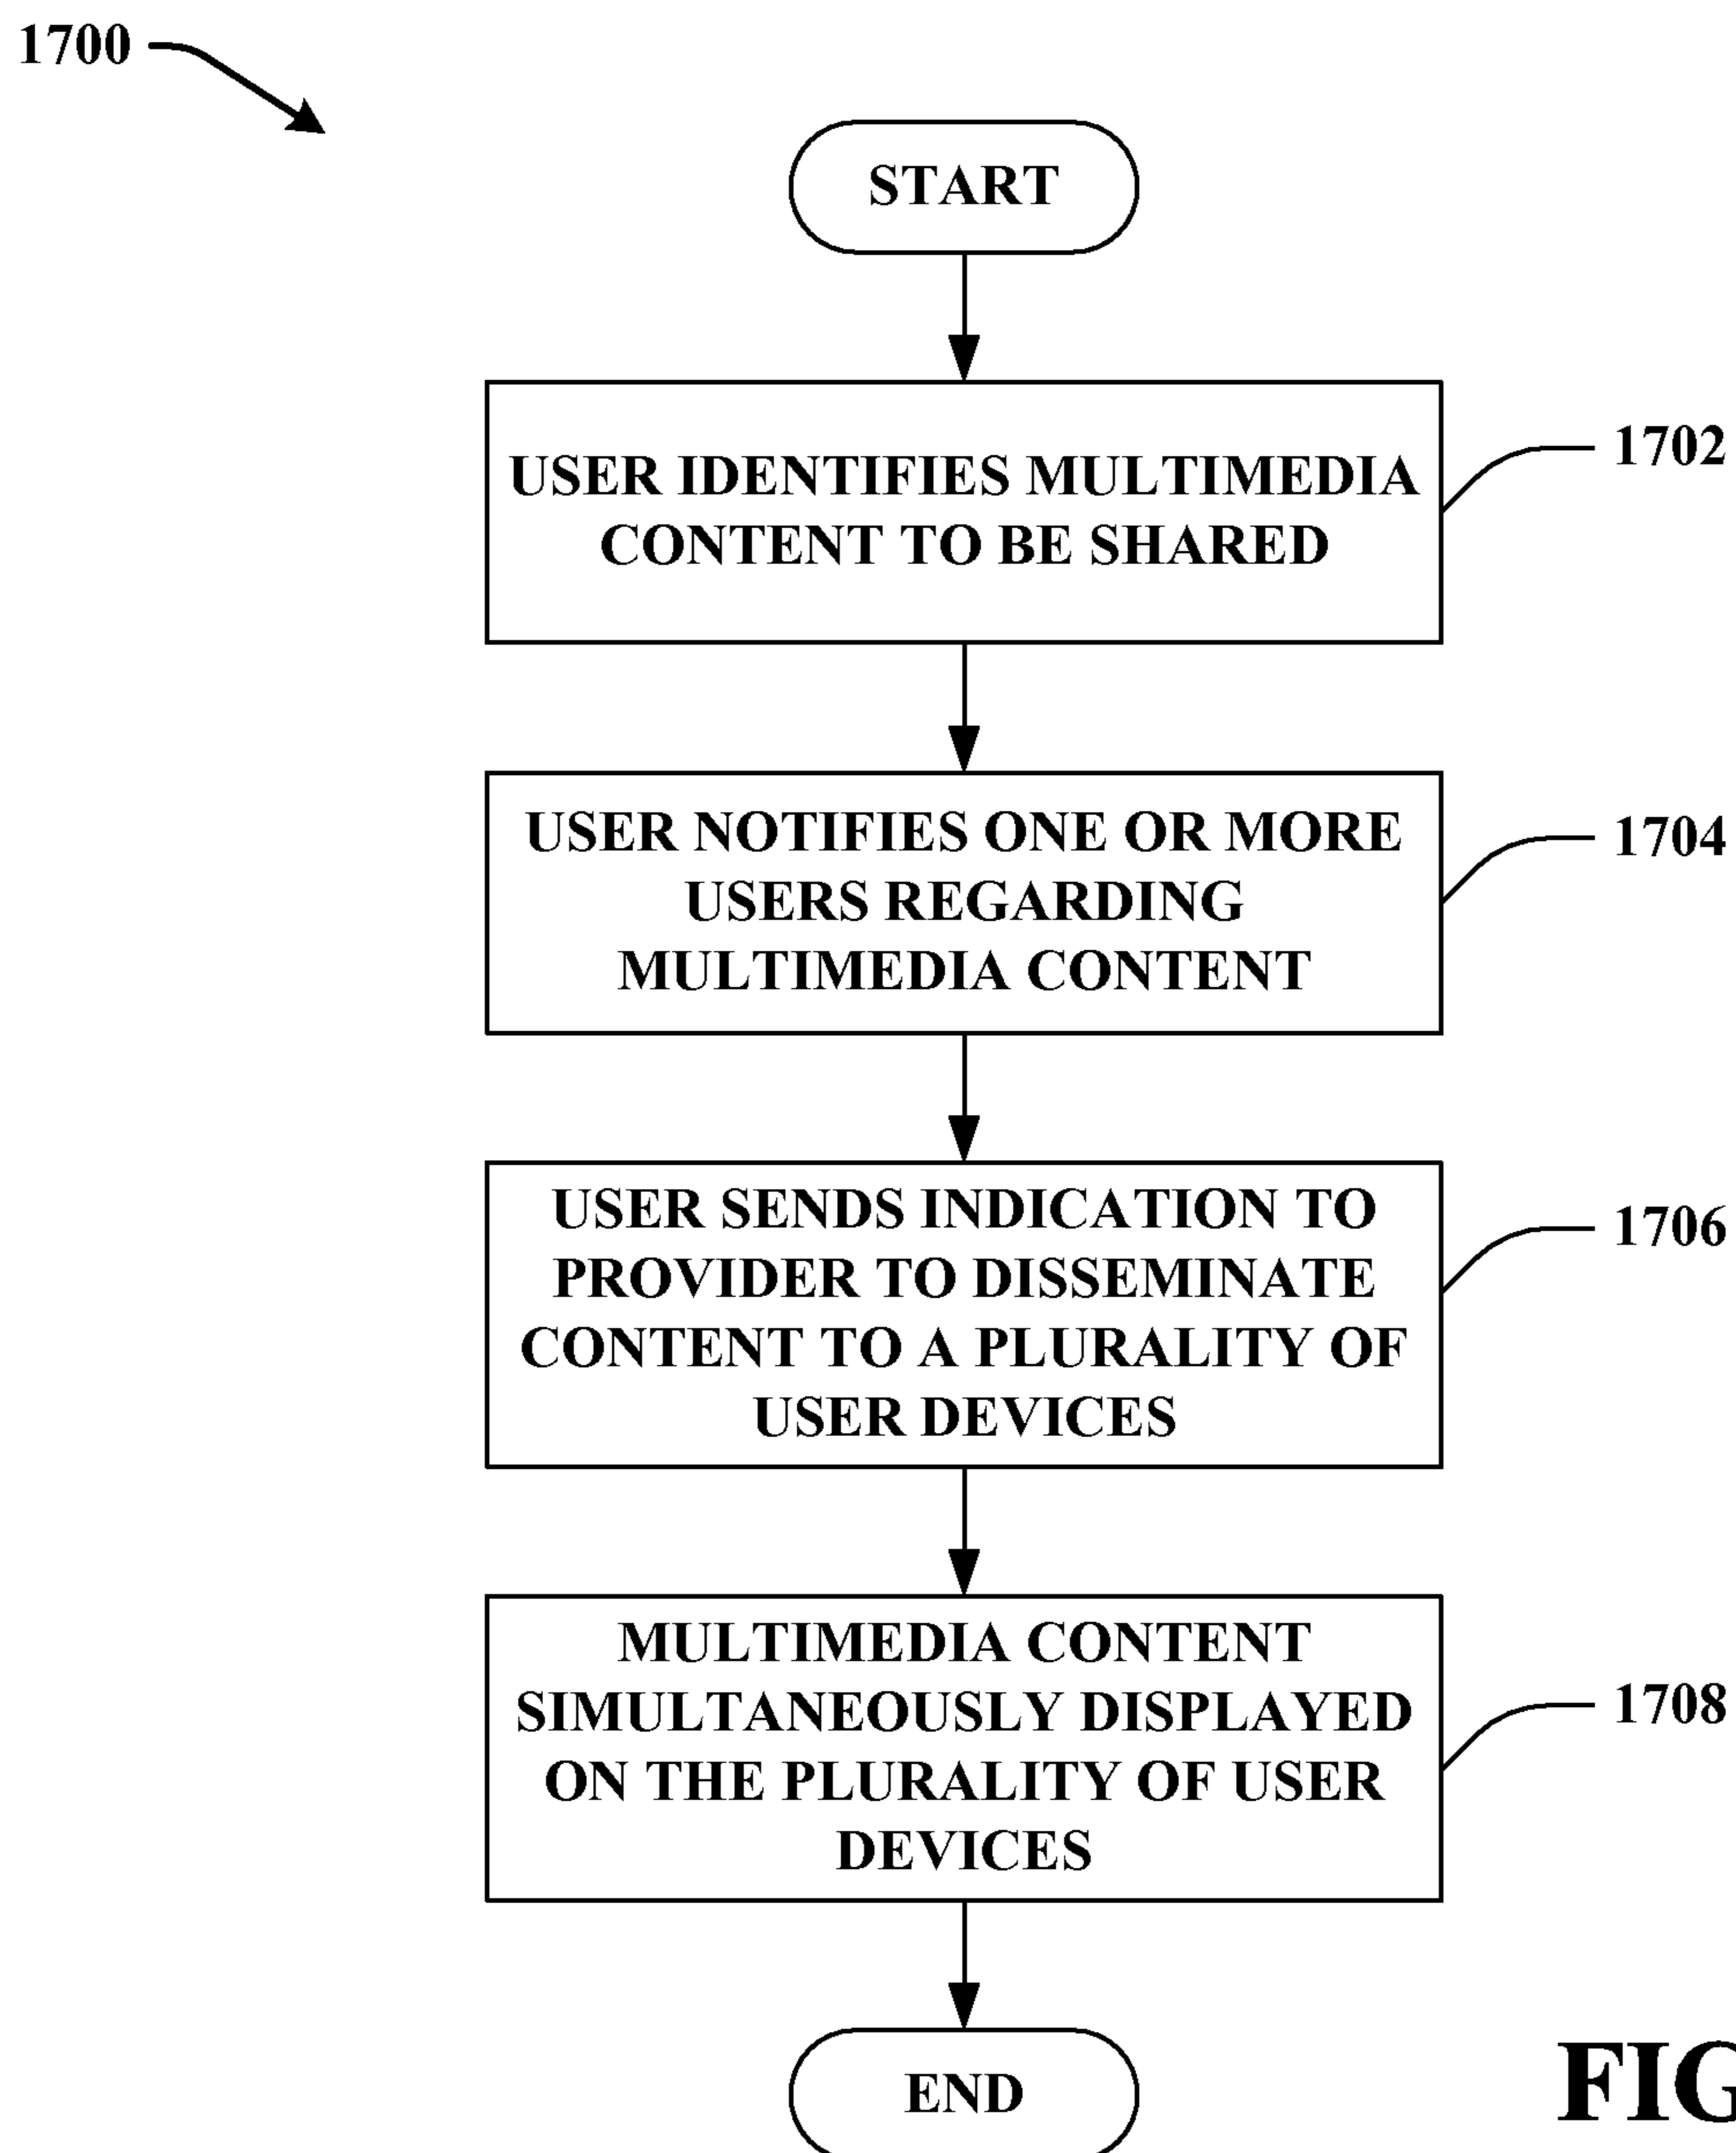 1700
START
USER IDENTIFIES MULTIMEDIA
CONTENT TO BE SHARED
1702
USER NOTIFIES ONE OR MORE
USERS REGARDING
MULTIMEDIA CONTENT
1704
USER SENDS INDICATION TO
PROVIDER TO DISSEMINATE
CONTENT TO A PLURALITY OF
USER DEVICES
1706
MULTIMEDIA CONTENT
SIMULTANEOUSLY DISPLAYED
ON THE PLURALITY OF USER
DEVICES
1708
END
FIG